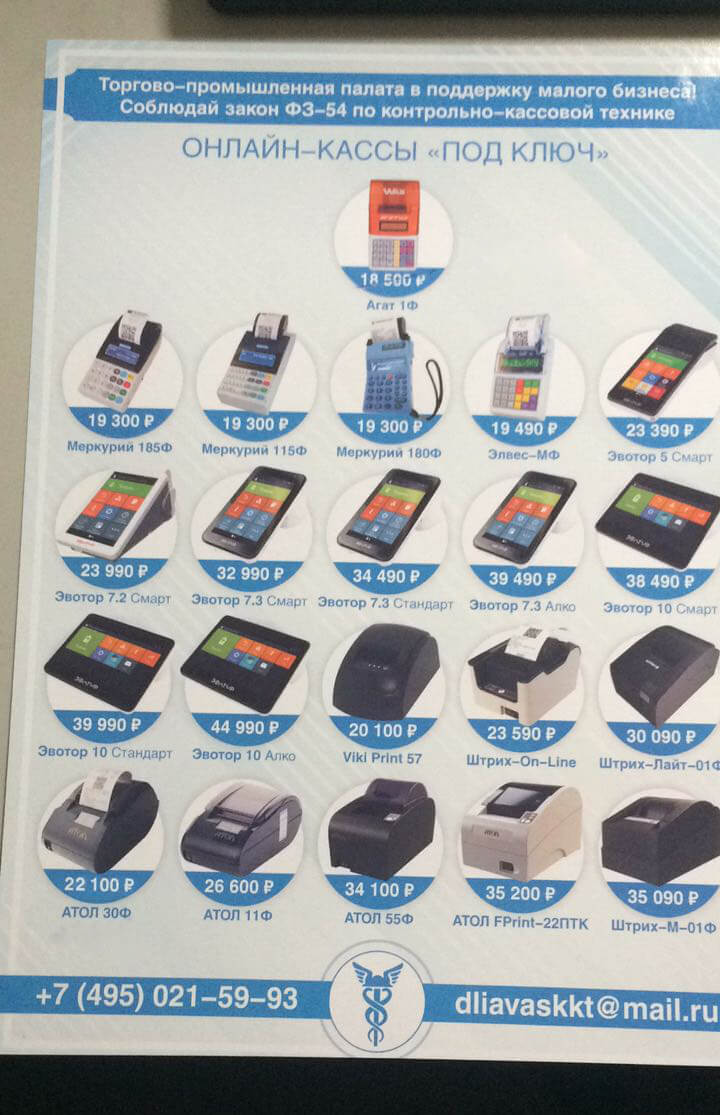 Торгово-промышленная палата в поддержку малого бизнеса!
Соблюдай закон ФЗ-54 по контрольно-кассовой технике
ОНЛАЙН-КАССЫ «ПОД КЛЮЧ»
18 500 ₽
Агат 1Ф
19 300 ₽
Меркурий 185Ф
19 300 ₽
Меркурий 115Ф
19 300 ₽
Меркурий 180Ф
19 490 ₽
Элвес-МФ
23 390 ₽
Эвотор 5 Смарт
23 990 ₽
Эвотор 7.2 Смарт
32 990 ₽
Эвотор 7.3 Смарт
34 490 ₽
Эвотор 7.3 Стандарт
39 490 ₽
Эвотор 7.3 Алко
38 490 ₽
Эвотор 10 Смарт
39 990 ₽
Эвотор 10 Стандарт
44 990 ₽
Эвотор 10 Алко
20 100 ₽
Viki Print 57
23 590 ₽
Штрих-On-Line
30 090 ₽
Штрих-Лайт-01Ф
22 100 ₽
АТОЛ 30Ф
26 600 ₽
АТОЛ 11Ф
34 100 ₽
АТОЛ 55Ф
35 200 ₽
АТОЛ FPrint-22ПТК
35 090 ₽
Штрих-М-01Ф
+7 (495) 021-59-93
dliavaskkt@mail.ru